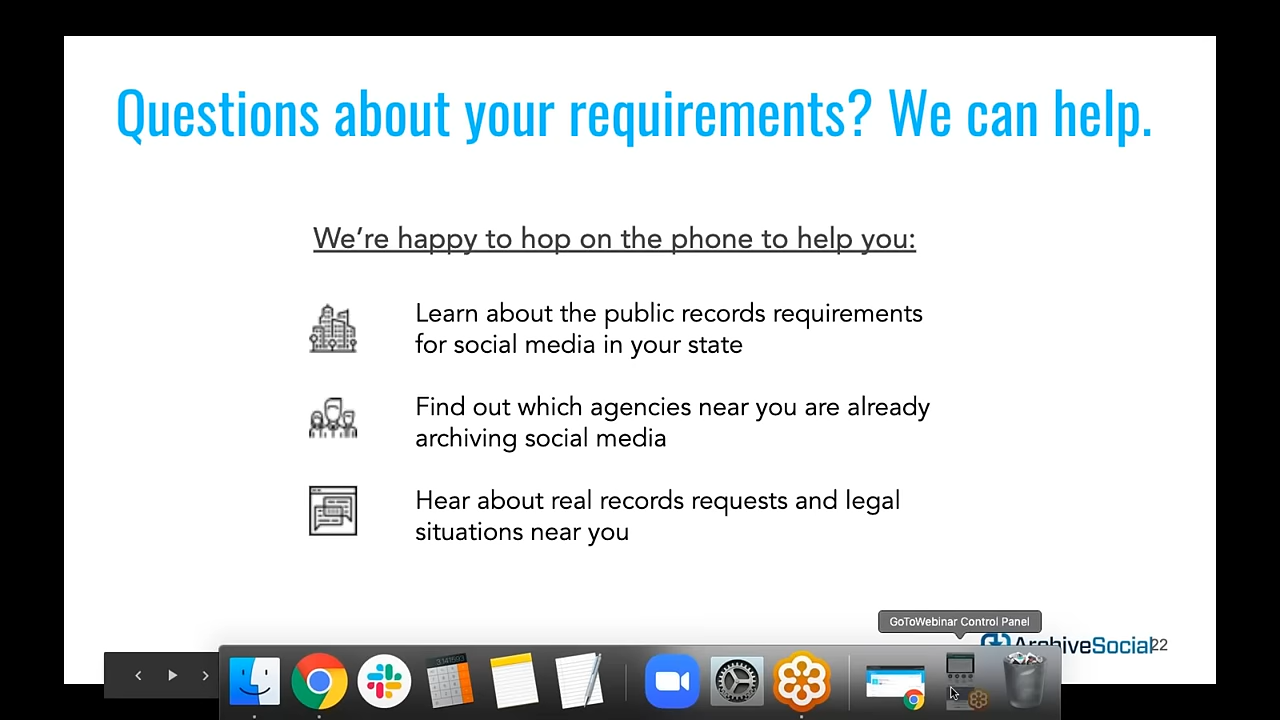 Questions about your requirements? We can help.
We're happy to hop on the phone to help you:
Learn about the public records requirements
for social media in your state
Find out which agencies near you are already
archiving social media
Hear about real records requests and legal
situations near you
GoToWebinar Control Panel
ArchiveSocial
22